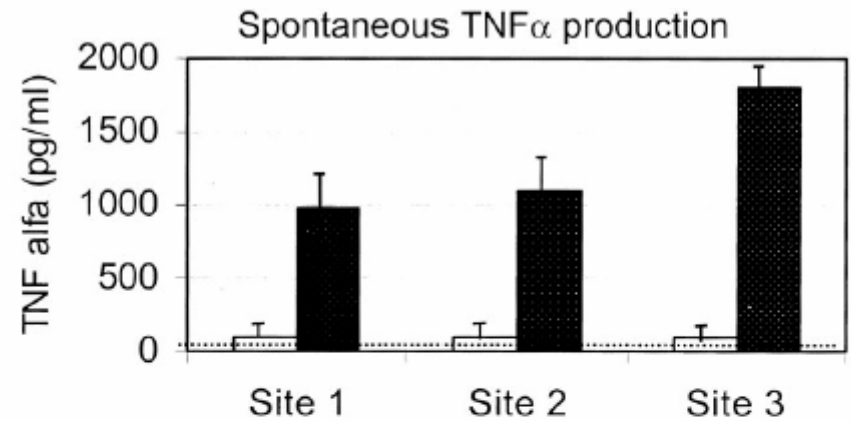 Spontaneous TNFα production
TNF alfa (pg/ml)
2000
1500
1000
500
0
Site 1 Site 2 Site 3